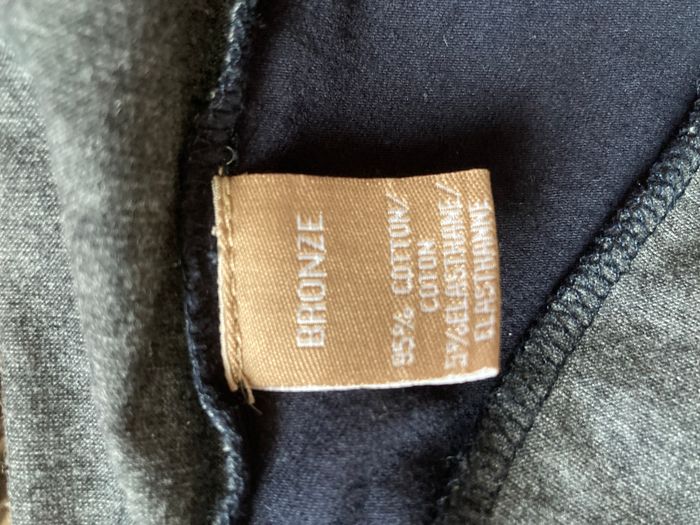 BRONZE
95% COTTON/
COTON
5%ELASTHANE/
ELASTHANNE